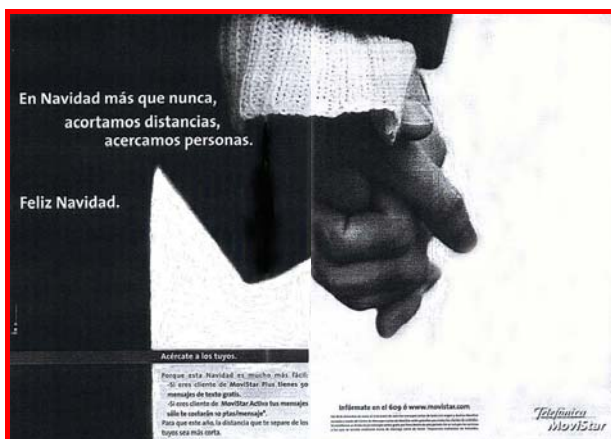 En Navidad más que nunca,
acortamos distancias,
acercamos personas.
Feliz Navidad.
Acércate a los tuyos.
Porque esta Navidad es mucho más fácil:
-Si eres cliente de MoviStar Plus tienes 50
mensajes de texto gratis.
-Si eres cliente de MoviStar Activa tus mensajes
sólo te costarán 10 ptas/mensaje*.
Para que este año, la distancia que te separe de los
tuyos sea más corta.
Infórmate en el 609 ó www.movistar.com
Telefónica
MoviStar